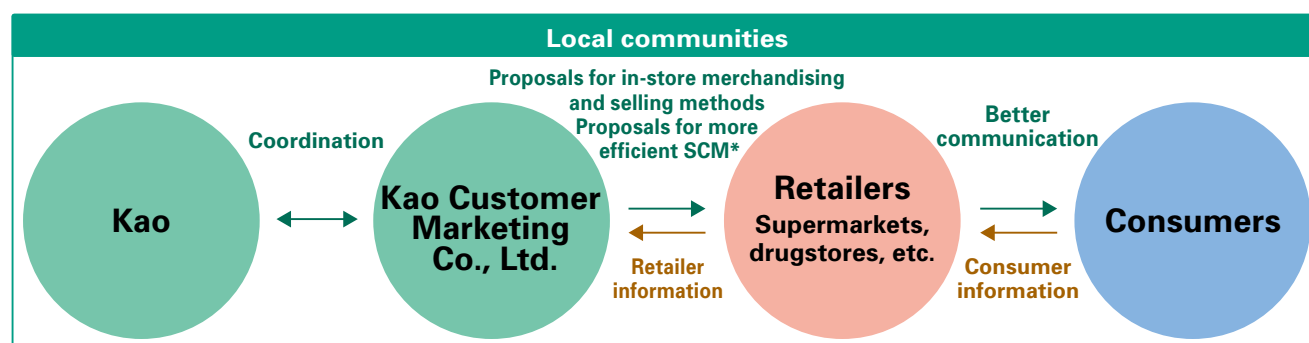 Local communities
Kao
Coordination
Kao Customer
Marketing
Co., Ltd.
Proposals for in-store merchandising
and selling methods
Proposals for more
efficient SCM*
Retailer
information
Retailers
Supermarkets,
drugstores, etc.
Better
communication
Consumer
information
Consumers